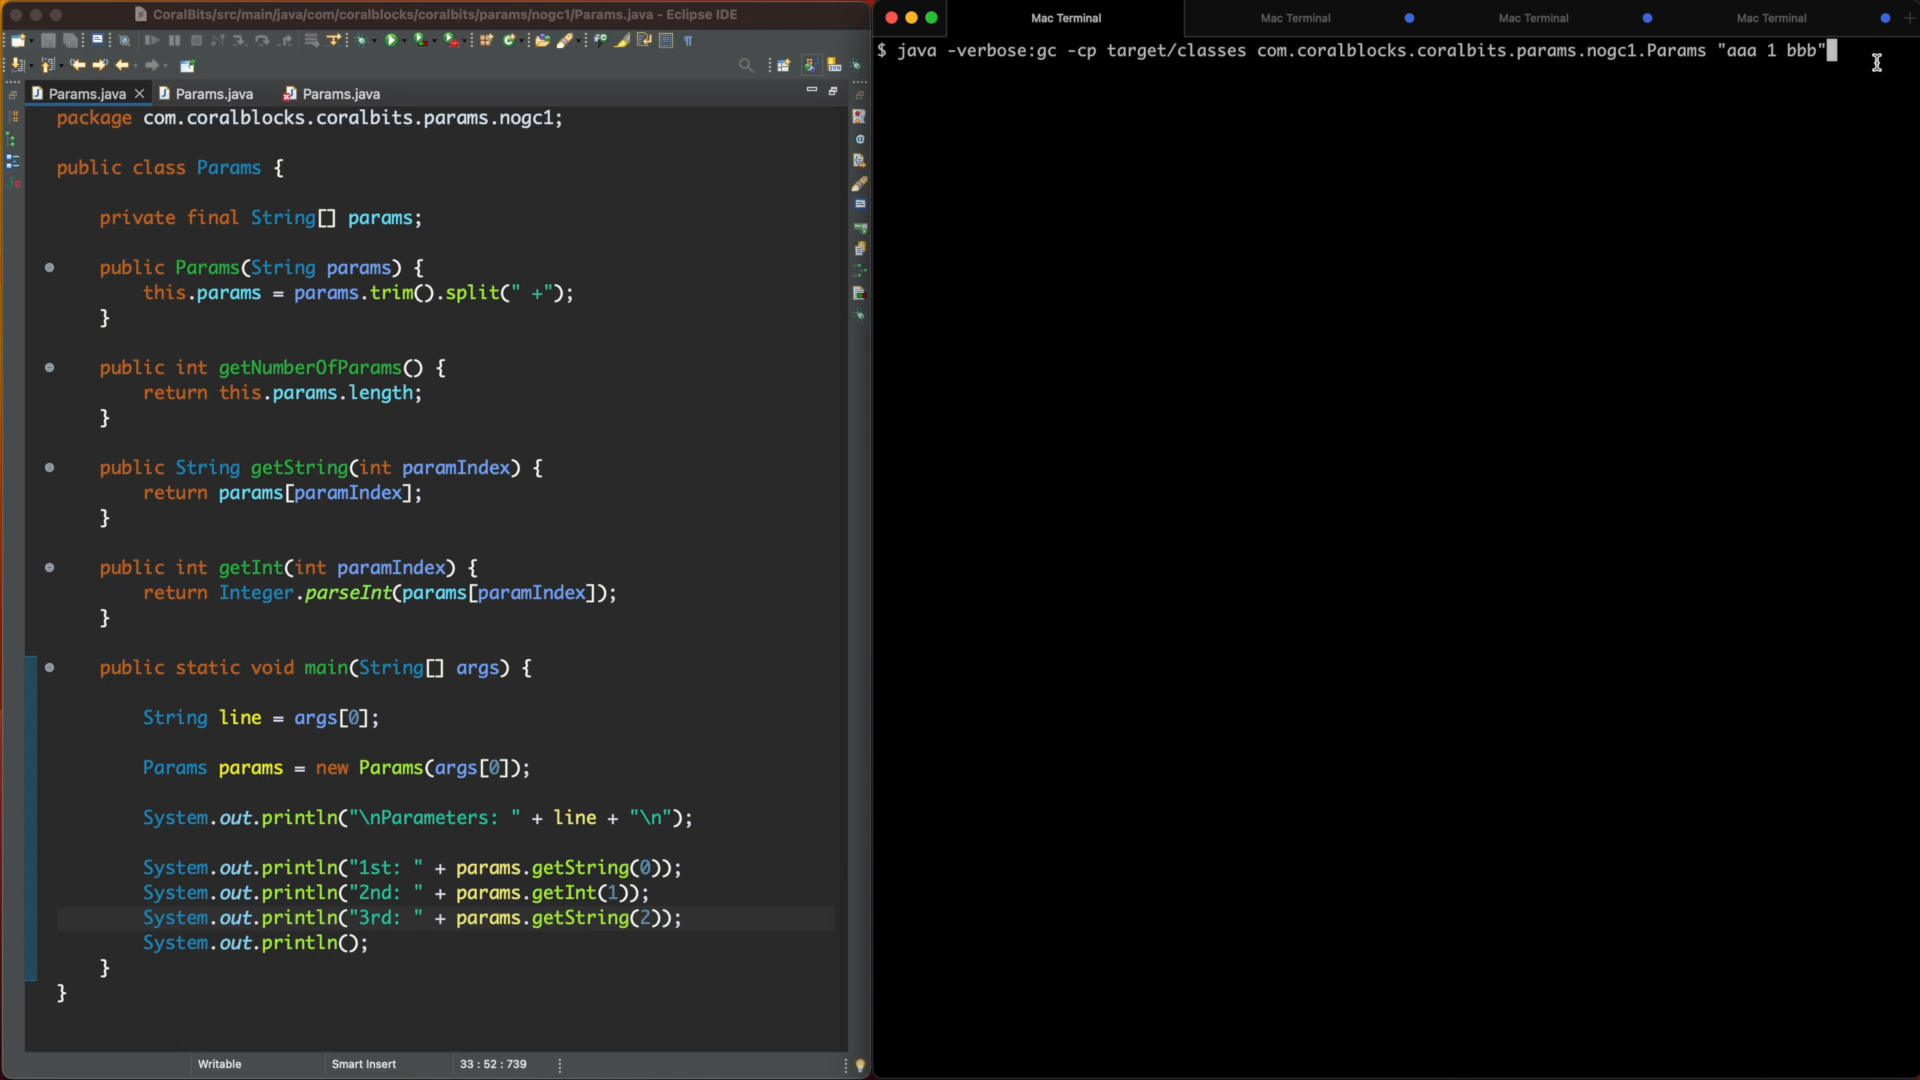 CoralBits/src/main/java/com/coralblocks/coralbits/params/nogc1/Params.java - Eclipse IDE
Params.java
Params.java
Params.java
package com.coralblocks.coralbits.params.nogc1;
public class Params {
private final String[] params;
public Params(String params) {
this.params = params.trim().split(" +");
}
public int getNumberOfParams() {
return this.params.length;
}
public String getString(int paramIndex) {
return params[paramIndex];
}
public int getInt(int paramIndex) {
return Integer.parseInt(params[paramIndex]);
}
public static void main(String[] args) {
String line = args[0];
Params params = new Params(args[0]);
System.out.println("\nParameters: " + line + "\n");
System.out.println("1st: " + params.getString(0));
System.out.println("2nd: " + params.getInt(1));
System.out.println("3rd: " + params.getString(2));
System.out.println();
}
}
Writable
Smart Insert
33 : 52 : 739
Mac Terminal
Mac Terminal
Mac Terminal
Mac Terminal
$ java -verbose:gc -cp target/classes com.coralblocks.coralbits.params.nogc1.Params "aaa 1 bbb"